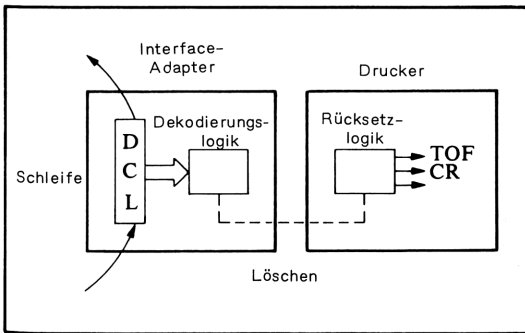 Interface-
Adapter
Drucker
Dekodierungs-
logik
Rücksetz-
logik
D
C
L
TOF
CR
Schleife
Löschen